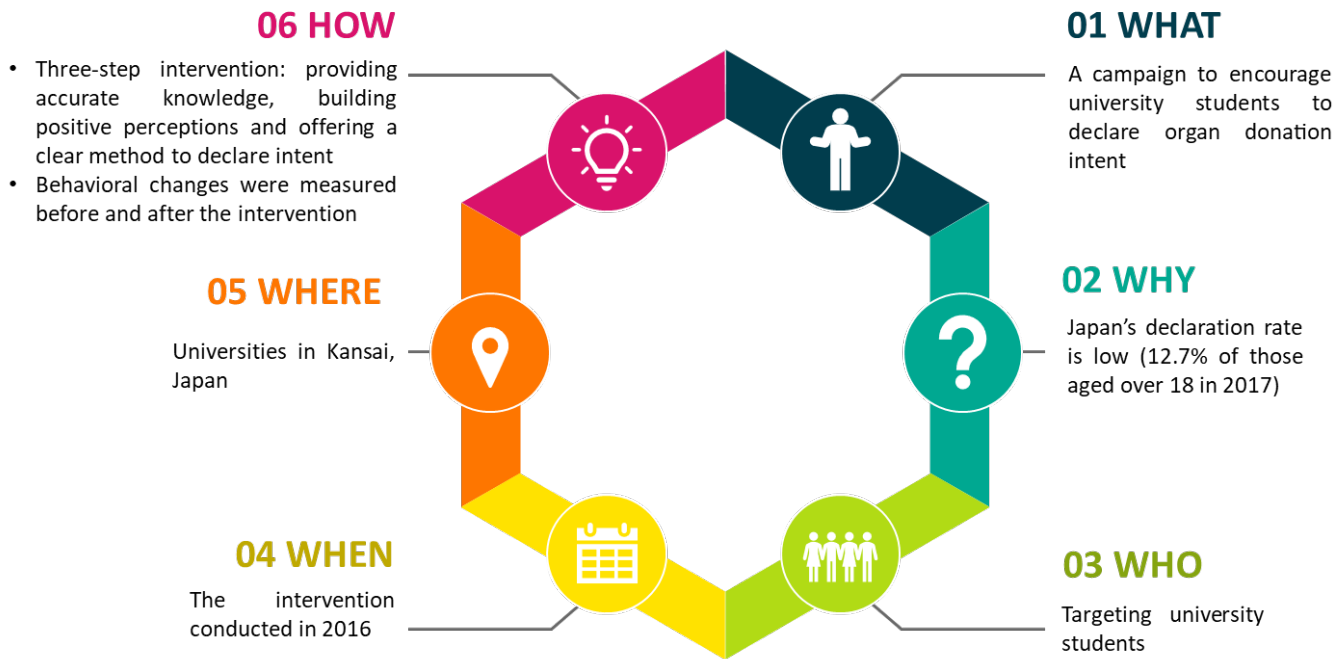 01 WHAT
A campaign to encourage
university students to
declare organ donation
intent
02 WHY
Japan's declaration rate
is low (12.7% of those
aged over 18 in 2017)
03 WHO
Targeting university
students
04 WHEN
The intervention
conducted in 2016
05 WHERE
Universities in Kansai,
Japan
06 HOW
• Three-step intervention: providing
accurate knowledge, building
positive perceptions and offering a
clear method to declare intent
• Behavioral changes were measured
before and after the intervention